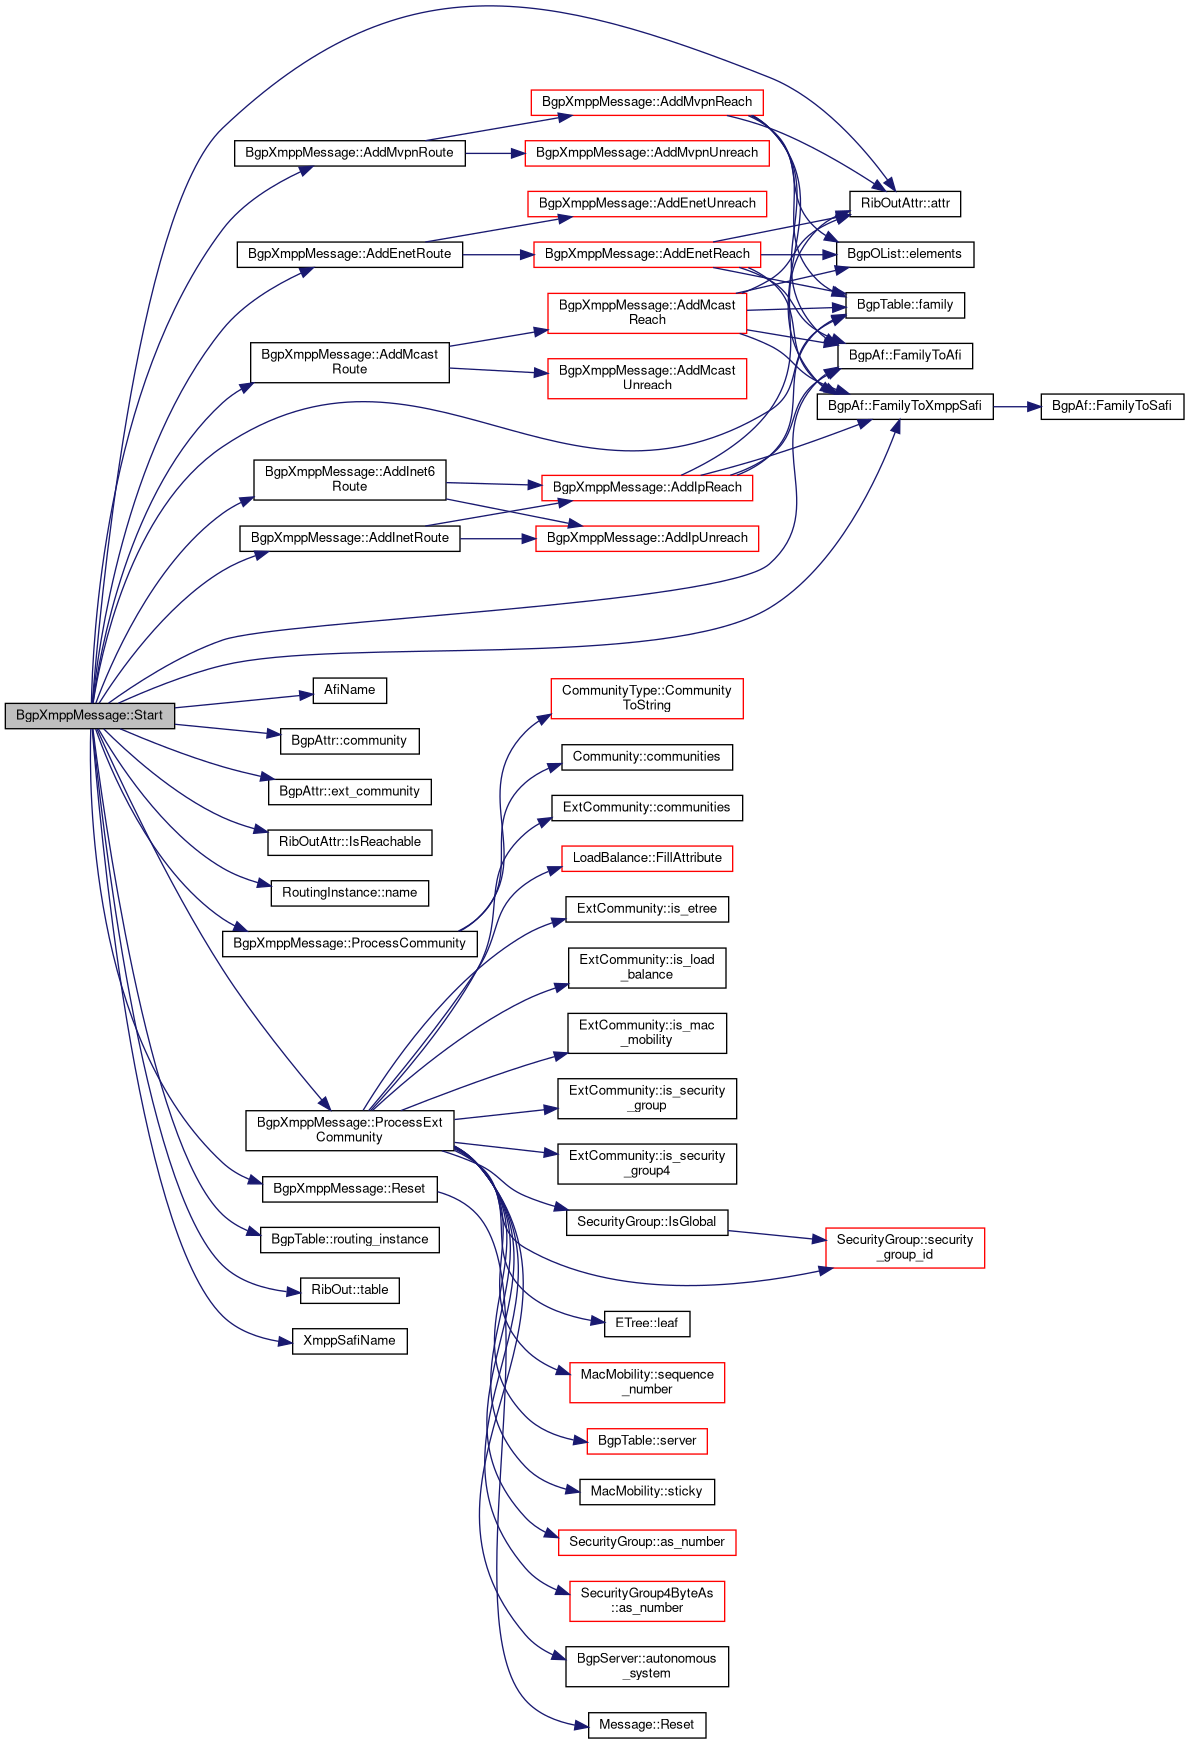 BgpXmppMessage::Start
BgpXmppMessage::AddMvpnRoute
BgpXmppMessage::AddEnetRoute
BgpXmppMessage::AddMcast
Route
BgpXmppMessage::AddInet6
Route
BgpXmppMessage::AddInetRoute
AfiName
BgpAttr::community
BgpAttr::ext_community
RibOutAttr::IsReachable
RoutingInstance::name
BgpXmppMessage::ProcessCommunity
BgpXmppMessage::ProcessExt
Community
BgpXmppMessage::Reset
BgpTable::routing_instance
RibOut::table
XmppSafiName
BgpXmppMessage::AddMvpnReach
BgpXmppMessage::AddMvpnUnreach
BgpXmppMessage::AddEnetUnreach
BgpXmppMessage::AddEnetReach
BgpXmppMessage::AddMcast
Reach
BgpXmppMessage::AddMcast
Unreach
BgpXmppMessage::AddIpReach
BgpXmppMessage::AddIpUnreach
CommunityType::Community
ToString
Community::communities
ExtCommunity::communities
LoadBalance::FillAttribute
ExtCommunity::is_etree
ExtCommunity::is_load
_balance
ExtCommunity::is_mac
_mobility
ExtCommunity::is_security
_group
ExtCommunity::is_security
_group4
SecurityGroup::IsGlobal
ETree::leaf
MacMobility::sequence
_number
BgpTable::server
MacMobility::sticky
SecurityGroup::as_number
SecurityGroup4ByteAs
::as_number
BgpServer::autonomous
_system
Message::Reset
RibOutAttr::attr
BgpOList::elements
BgpTable::family
BgpAf::FamilyToAfi
BgpAf::FamilyToXmppSafi
SecurityGroup::security
_group_id
BgpAf::FamilyToSafi